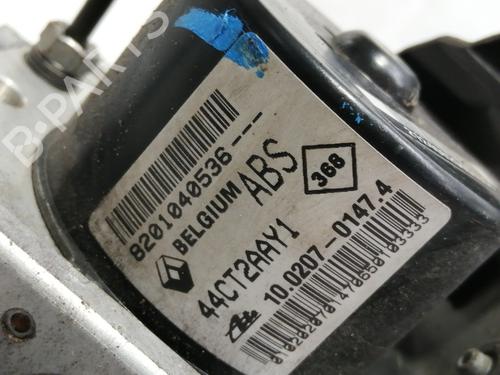 B-PARTS
8201040536---
BELGIUM
ABS
368
44CT2AAY1
10.0207-0147.4